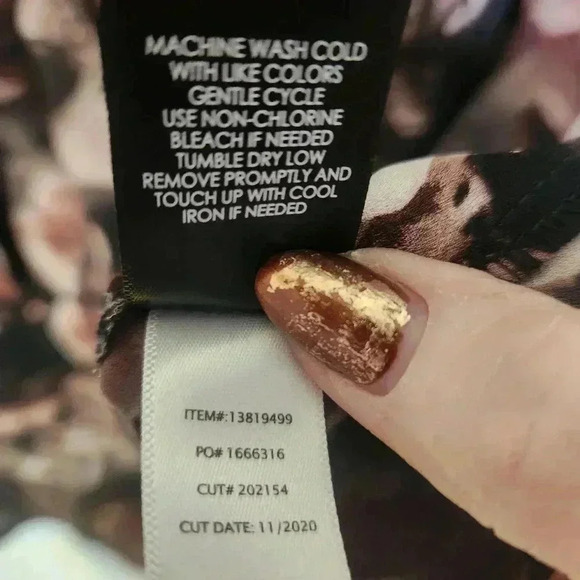 MACHINE WASH COLD
WITH LIKE COLORS
GENTLE CYCLE
USE NON-CHLORINE
BLEACH IF NEEDED
TUMBLE DRY LOW
REMOVE PROMPTLY AND
TOUCH UP WITH COOL
IRON IF NEEDED
ITEM#:13819499
PO# 1666316
CUT# 202154
CUT DATE: 11/2020